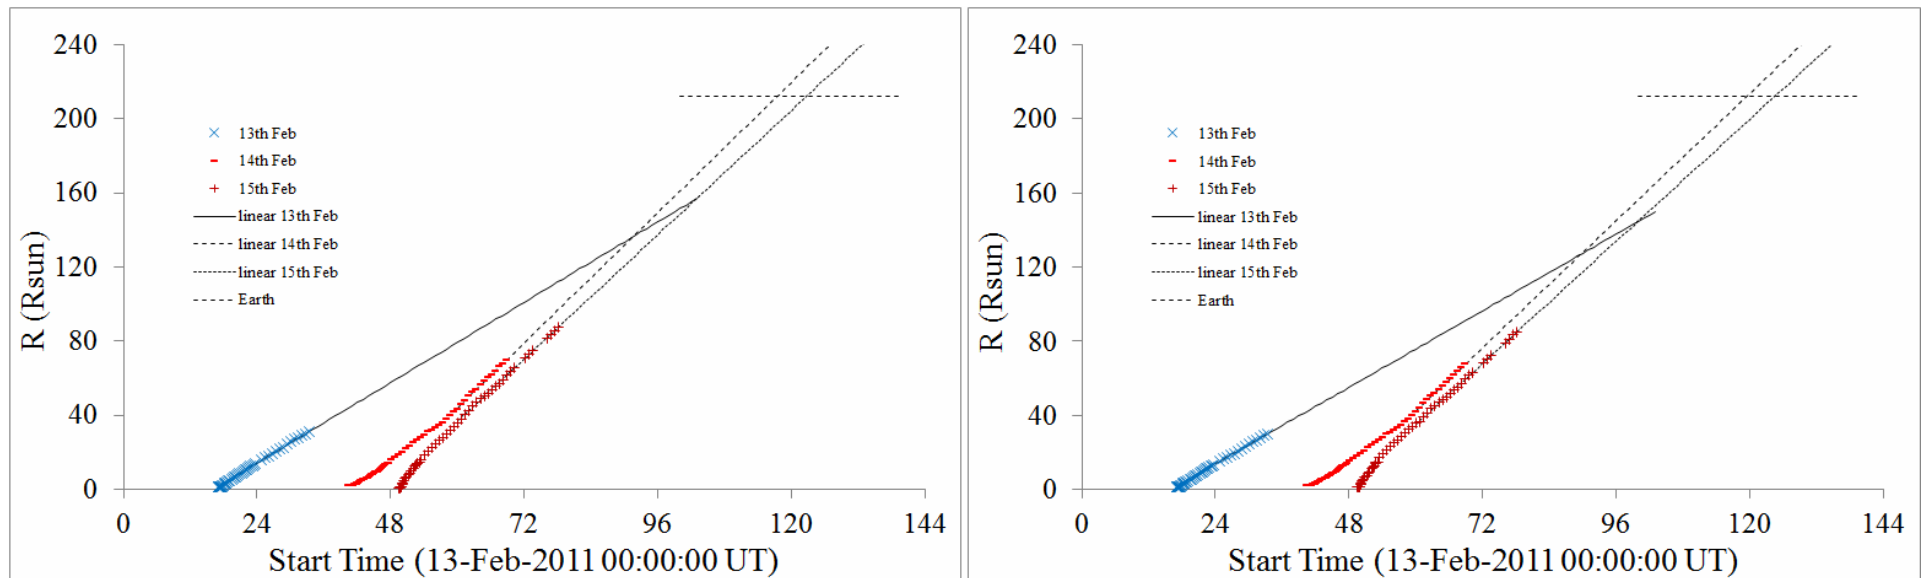 240
200
160
120
80
40
0
R (Rsun)
13th Feb
14th Feb
15th Feb
linear 13th Feb
linear 14th Feb
linear 15th Feb
Earth
0 24 48 72 96 120 144
Start Time (13-Feb-2011 00:00:00 UT)
240
200
160
120
80
40
0
R (Rsun)
13th Feb
14th Feb
15th Feb
linear 13th Feb
linear 14th Feb
linear 15th Feb
Earth
0 24 48 72 96 120 144
Start Time (13-Feb-2011 00:00:00 UT)